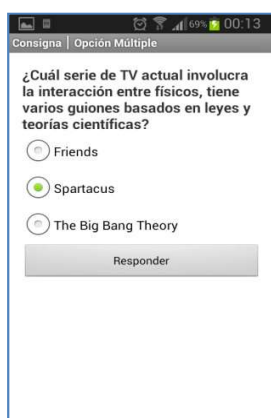 69% 00:13
Consigna | Opción Múltiple
¿Cuál serie de TV actual involucra
la interacción entre físicos, tiene
varios guiones basados en leyes y
teorías científicas?
Friends
Spartacus
The Big Bang Theory
Responder